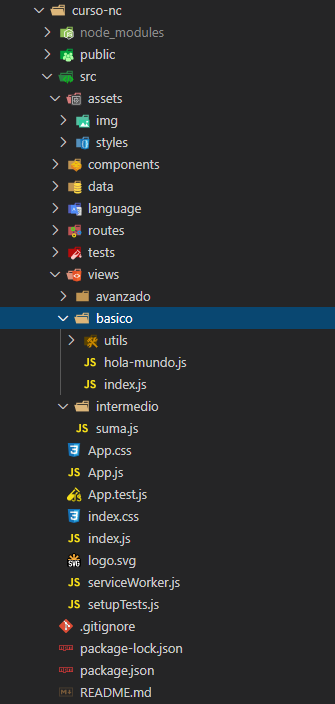 curso-nc
node_modules
public
src
assets
img
styles
components
data
language
routes
tests
views
avanzado
basico
utils
JS hola-mundo.js
JS index.js
intermedio
JS suma.js
App.css
JS App.js
App.test.js
index.css
JS index.js
SVG logo.svg
JS serviceWorker.js
JS setupTests.js
.gitignore
package-lock.json
package.json
README.md